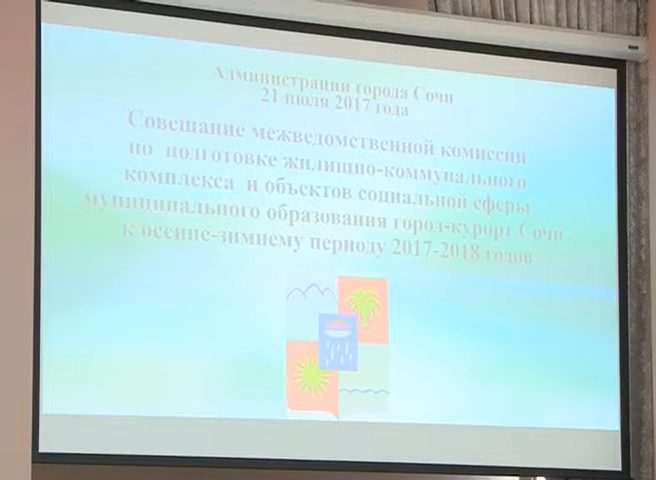 Администрации города Сочи
21 июля 2017 года
Совещание межведомственной комиссии
по подготовке жилищно-коммунального
комплекса и объектов социальной сферы
муниципального образования город-курорт Сочи
к осенне-зимнему периоду 2017-2018 годов